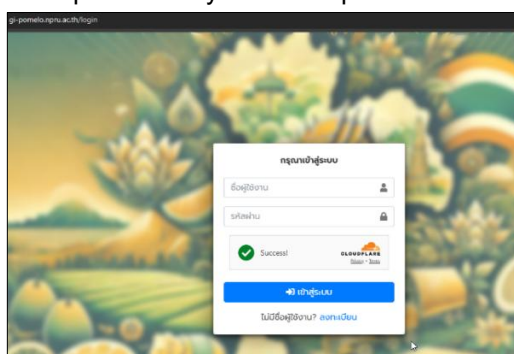 gi-pomelo.npru.ac.th/login
กรุณาเข้าสู่ระบบ
ชื่อผู้ใช้งาน
รหัสผ่าน
Success!
CLOUDFLARE
เข้าสู่ระบบ
ไม่มีชื่อผู้ใช้งาน? ลงทะเบียน